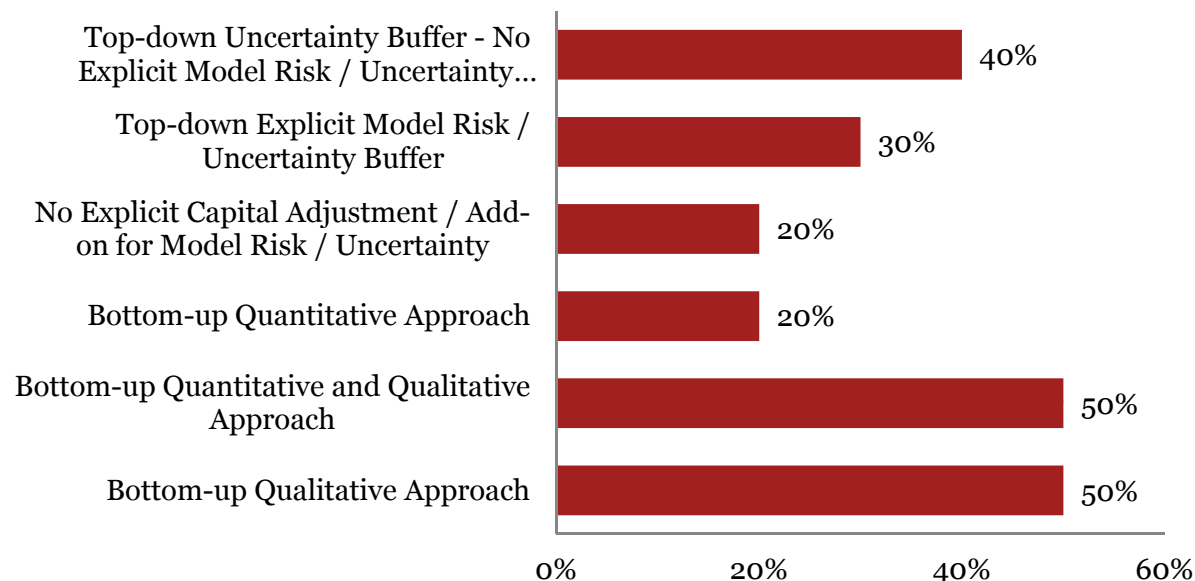 Top-down Uncertainty Buffer - No
Explicit Model Risk / Uncertainty...
40%
Top-down Explicit Model Risk /
Uncertainty Buffer
30%
No Explicit Capital Adjustment / Add-
on for Model Risk / Uncertainty
20%
Bottom-up Quantitative Approach
20%
Bottom-up Quantitative and Qualitative
Approach
50%
Bottom-up Qualitative Approach
50%
0% 20% 40% 60%